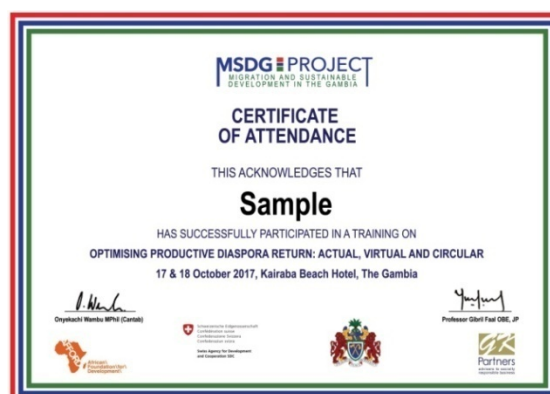 MSDG PROJECT
MIGRATION AND SUSTAINABLE
DEVELOPMENT IN THE GAMBIA
CERTIFICATE
OF ATTENDANCE
THIS ACKNOWLEDGES THAT
Sample
HAS SUCCESSFULLY PARTICIPATED IN A TRAINING ON
OPTIMISING PRODUCTIVE DIASPORA RETURN: ACTUAL, VIRTUAL AND CIRCULAR
17 & 18 October 2017, Kairaba Beach Hotel, The Gambia
Onyekachi Wambu MPhil (Cantab)
Professor Gibril Faal OBE, JP
AFFORD
African
Foundation for
Development
Schweizerische Eidgenossenschaft
Confédération suisse
Confederazione Svizzera
Confederaziun svizra
Swiss Agency for Development
and Cooperation SDC
GK
Partners